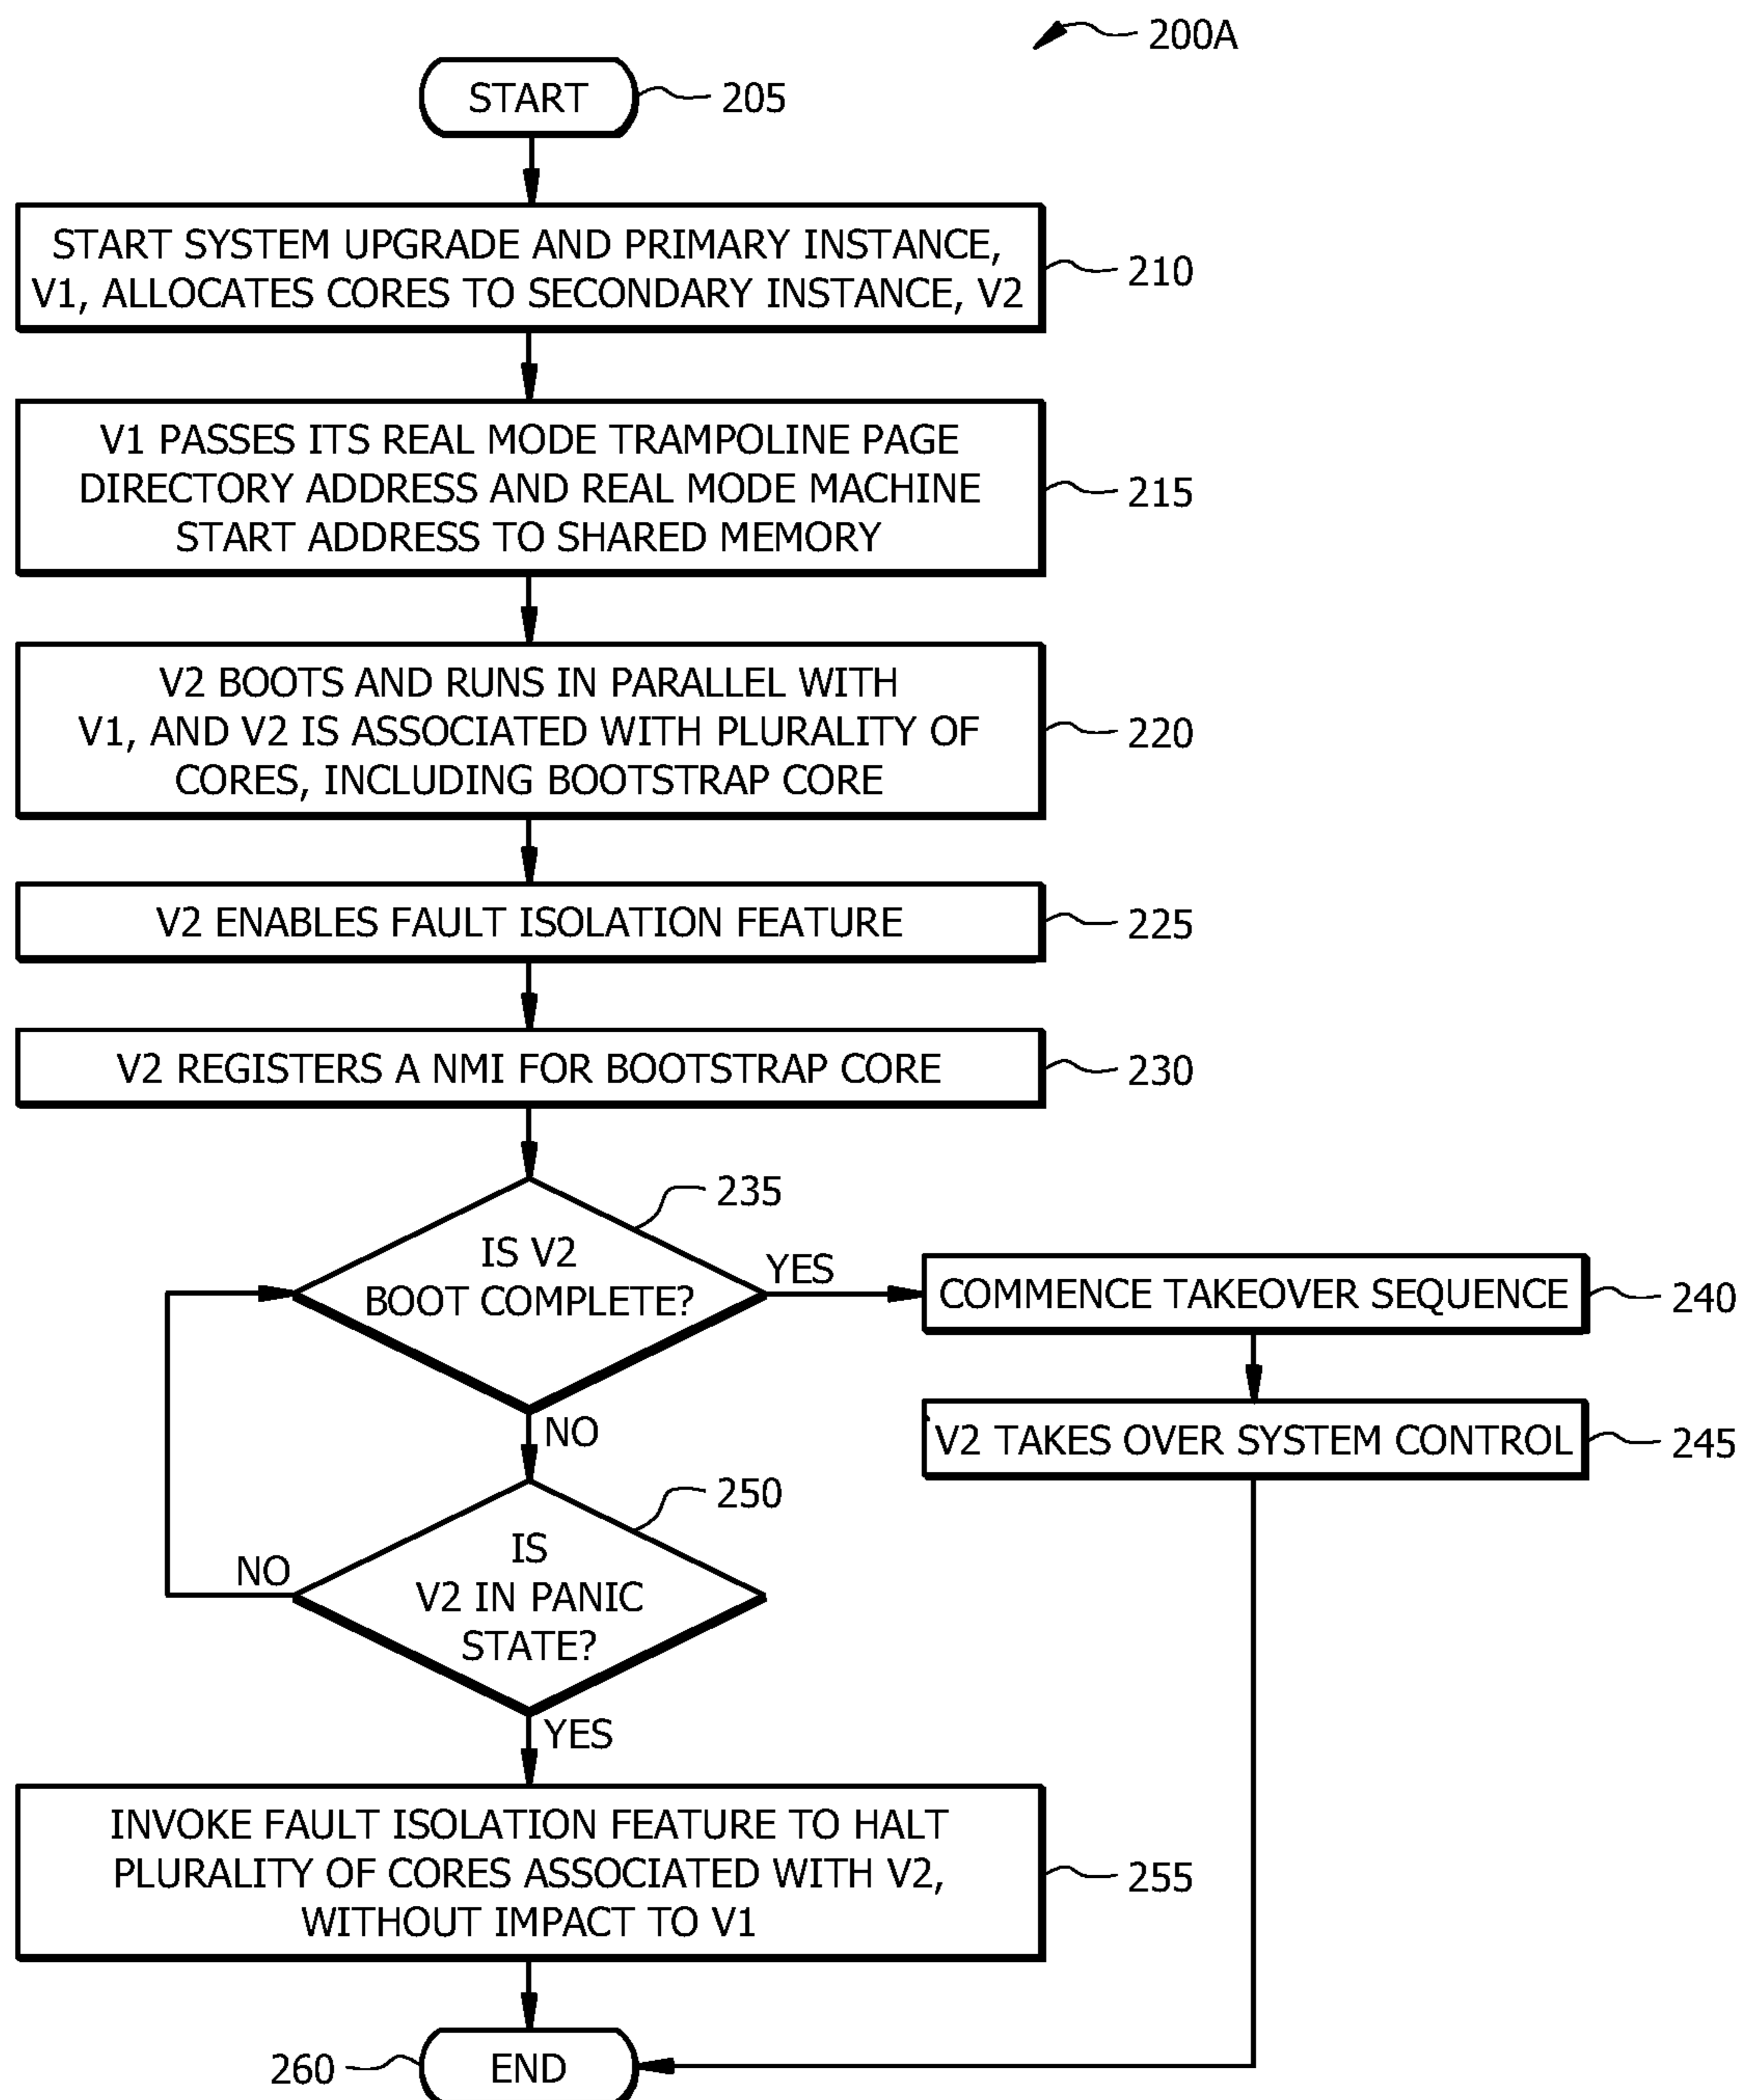 200A
START
205
START SYSTEM UPGRADE AND PRIMARY INSTANCE,
V1, ALLOCATES CORES TO SECONDARY INSTANCE, V2
210
V1 PASSES ITS REAL MODE TRAMPOLINE PAGE
DIRECTORY ADDRESS AND REAL MODE MACHINE
START ADDRESS TO SHARED MEMORY
215
V2 BOOTS AND RUNS IN PARALLEL WITH
V1, AND V2 IS ASSOCIATED WITH PLURALITY OF
CORES, INCLUDING BOOTSTRAP CORE
220
V2 ENABLES FAULT ISOLATION FEATURE
225
V2 REGISTERS A NMI FOR BOOTSTRAP CORE
230
235
IS V2
BOOT COMPLETE?
YES
COMMENCE TAKEOVER SEQUENCE
240
V2 TAKES OVER SYSTEM CONTROL
245
NO
250
IS
V2 IN PANIC
STATE?
NO
YES
INVOKE FAULT ISOLATION FEATURE TO HALT
PLURALITY OF CORES ASSOCIATED WITH V2,
WITHOUT IMPACT TO V1
255
260
END